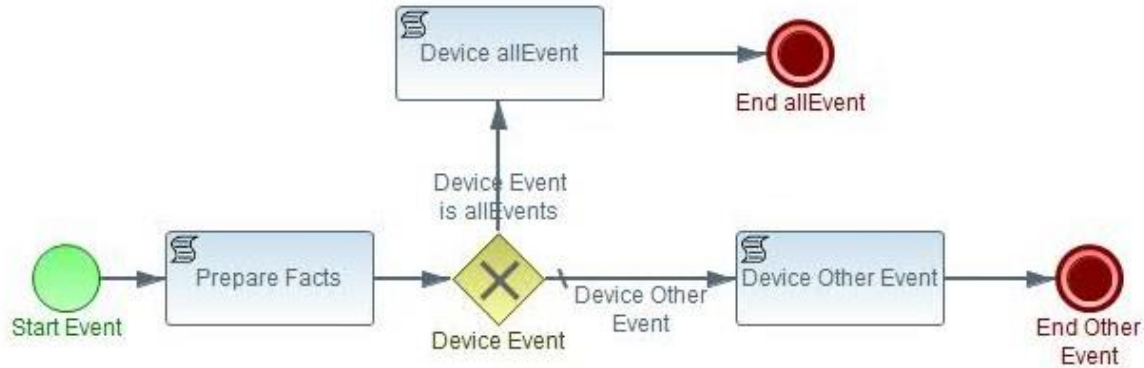 Device allEvent
End allEvent
Device Event
is allEvents
Prepare Facts
Device Other Event
Start Event
Device Event
Device Other
Event
End Other
Event